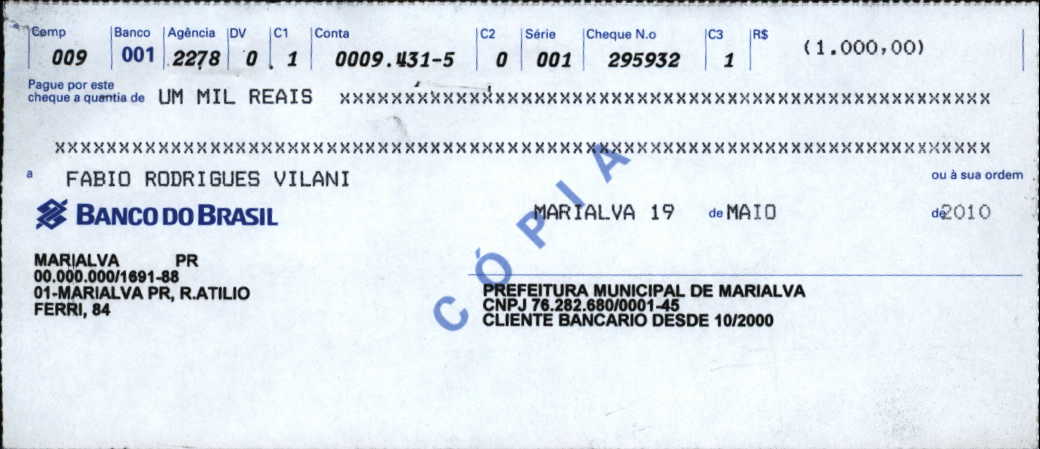 Comp Banco Agência DV C1 Conta C2 Série Cheque N.o C3 R$ (1.000,00)
009 001 2278 0 1 0009.431-5 0 001 295932 1
Pague por este
cheque a quantia de UM MIL REAIS XXXXXXXXXXXXXXXXXXXXXXXXXXXXXXXXXXXXXXXXXXXXXXXXXXXXXX
XXXXXXXXXXXXXXXXXXXXXXXXXXXXXXXXXXXXXXXXXXXXXXXXXXXXXXXXXXXXXXXXXXXXXXXXXXXXXX
a FABIO RODRIGUES VILANI ou à sua ordem
BANCO DO BRASIL MARIALVA 19 de MAIO de 2010
CÓPIA
MARIALVA PR
00.000.000/1691-88
01-MARIALVA PR, R.ATILIO
FERRI, 84
PREFEITURA MUNICIPAL DE MARIALVA
CNPJ 76.282.680/0001-45
CLIENTE BANCARIO DESDE 10/2000